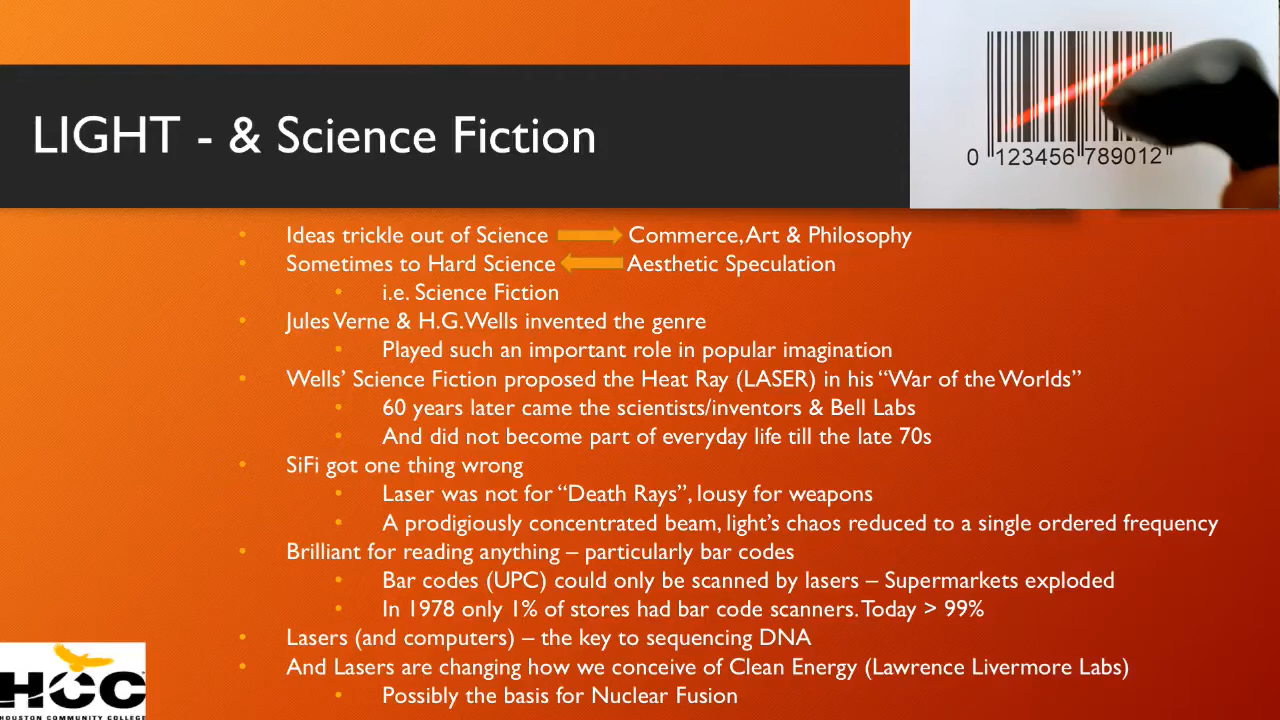 LIGHT - & Science Fiction
0 123456 789012
Ideas trickle out of Science Commerce, Art & Philosophy
Sometimes to Hard Science Aesthetic Speculation
i.e. Science Fiction
Jules Verne & H.G. Wells invented the genre
Played such an important role in popular imagination
Wells' Science Fiction proposed the Heat Ray (LASER) in his “War of the Worlds”
60 years later came the scientists/inventors & Bell Labs
And did not become part of everyday life till the late 70s
SiFi got one thing wrong
Laser was not for “Death Rays”, lousy for weapons
A prodigiously concentrated beam, light's chaos reduced to a single ordered frequency
Brilliant for reading anything – particularly bar codes
Bar codes (UPC) could only be scanned by lasers – Supermarkets exploded
In 1978 only 1% of stores had bar code scanners. Today > 99%
Lasers (and computers) – the key to sequencing DNA
And Lasers are changing how we conceive of Clean Energy (Lawrence Livermore Labs)
Possibly the basis for Nuclear Fusion
HCC
HOUSTON COMMUNITY COLLEGE